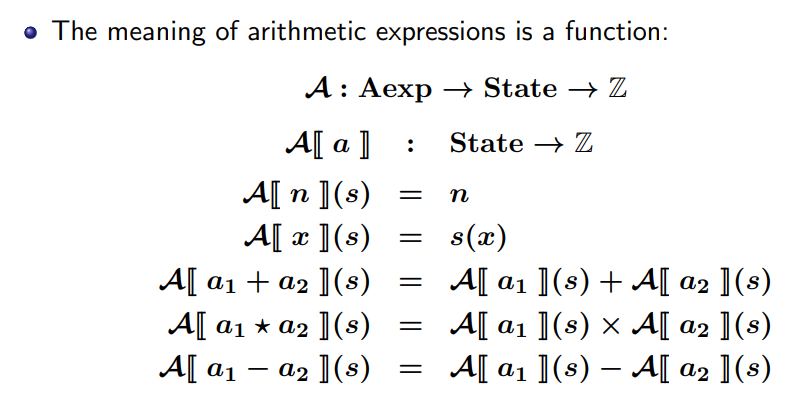 The meaning of arithmetic expressions is a function:
𝓐 : Aexp → State → ℤ
𝓐⟦ a ⟧ : State → ℤ
𝓐⟦ n ⟧(s) = n
𝓐⟦ x ⟧(s) = s(x)
𝓐⟦ a₁ + a₂ ⟧(s) = 𝓐⟦ a₁ ⟧(s) + 𝓐⟦ a₂ ⟧(s)
𝓐⟦ a₁ ⋆ a₂ ⟧(s) = 𝓐⟦ a₁ ⟧(s) × 𝓐⟦ a₂ ⟧(s)
𝓐⟦ a₁ − a₂ ⟧(s) = 𝓐⟦ a₁ ⟧(s) − 𝓐⟦ a₂ ⟧(s)